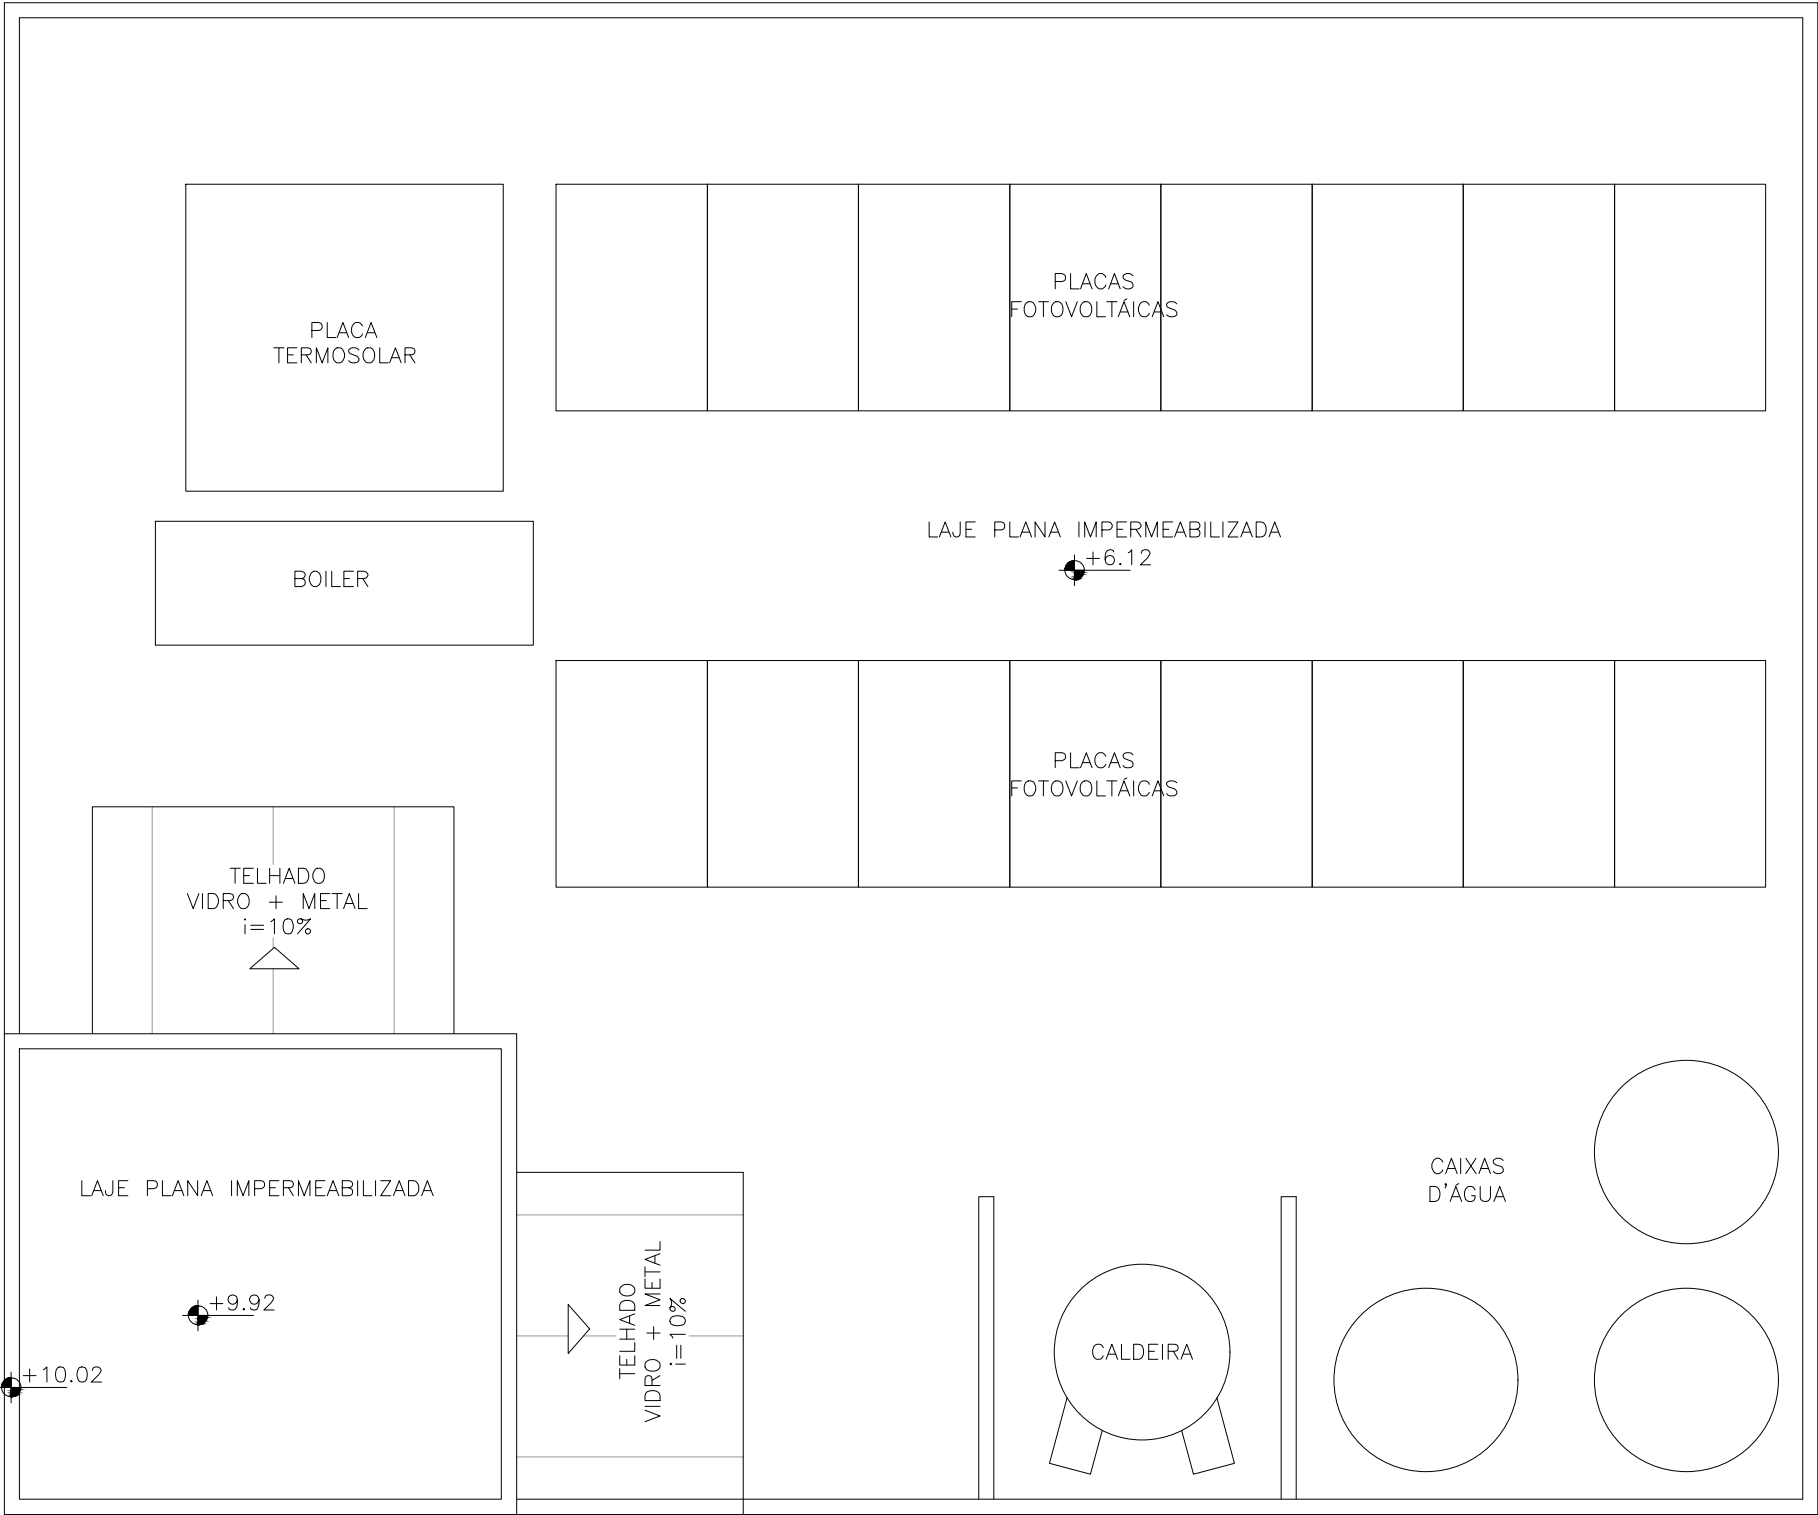 PLACAS
FOTOVOLTÁICAS
PLACA
TERMOSOLAR
LAJE PLANA IMPERMEABILIZADA
+6.12
BOILER
PLACAS
FOTOVOLTÁICAS
TELHADO
VIDRO + METAL
i=10%
LAJE PLANA IMPERMEABILIZADA
+9.92
+10.02
TELHADO
VIDRO + METAL
i=10%
CALDEIRA
CAIXAS
D'ÁGUA